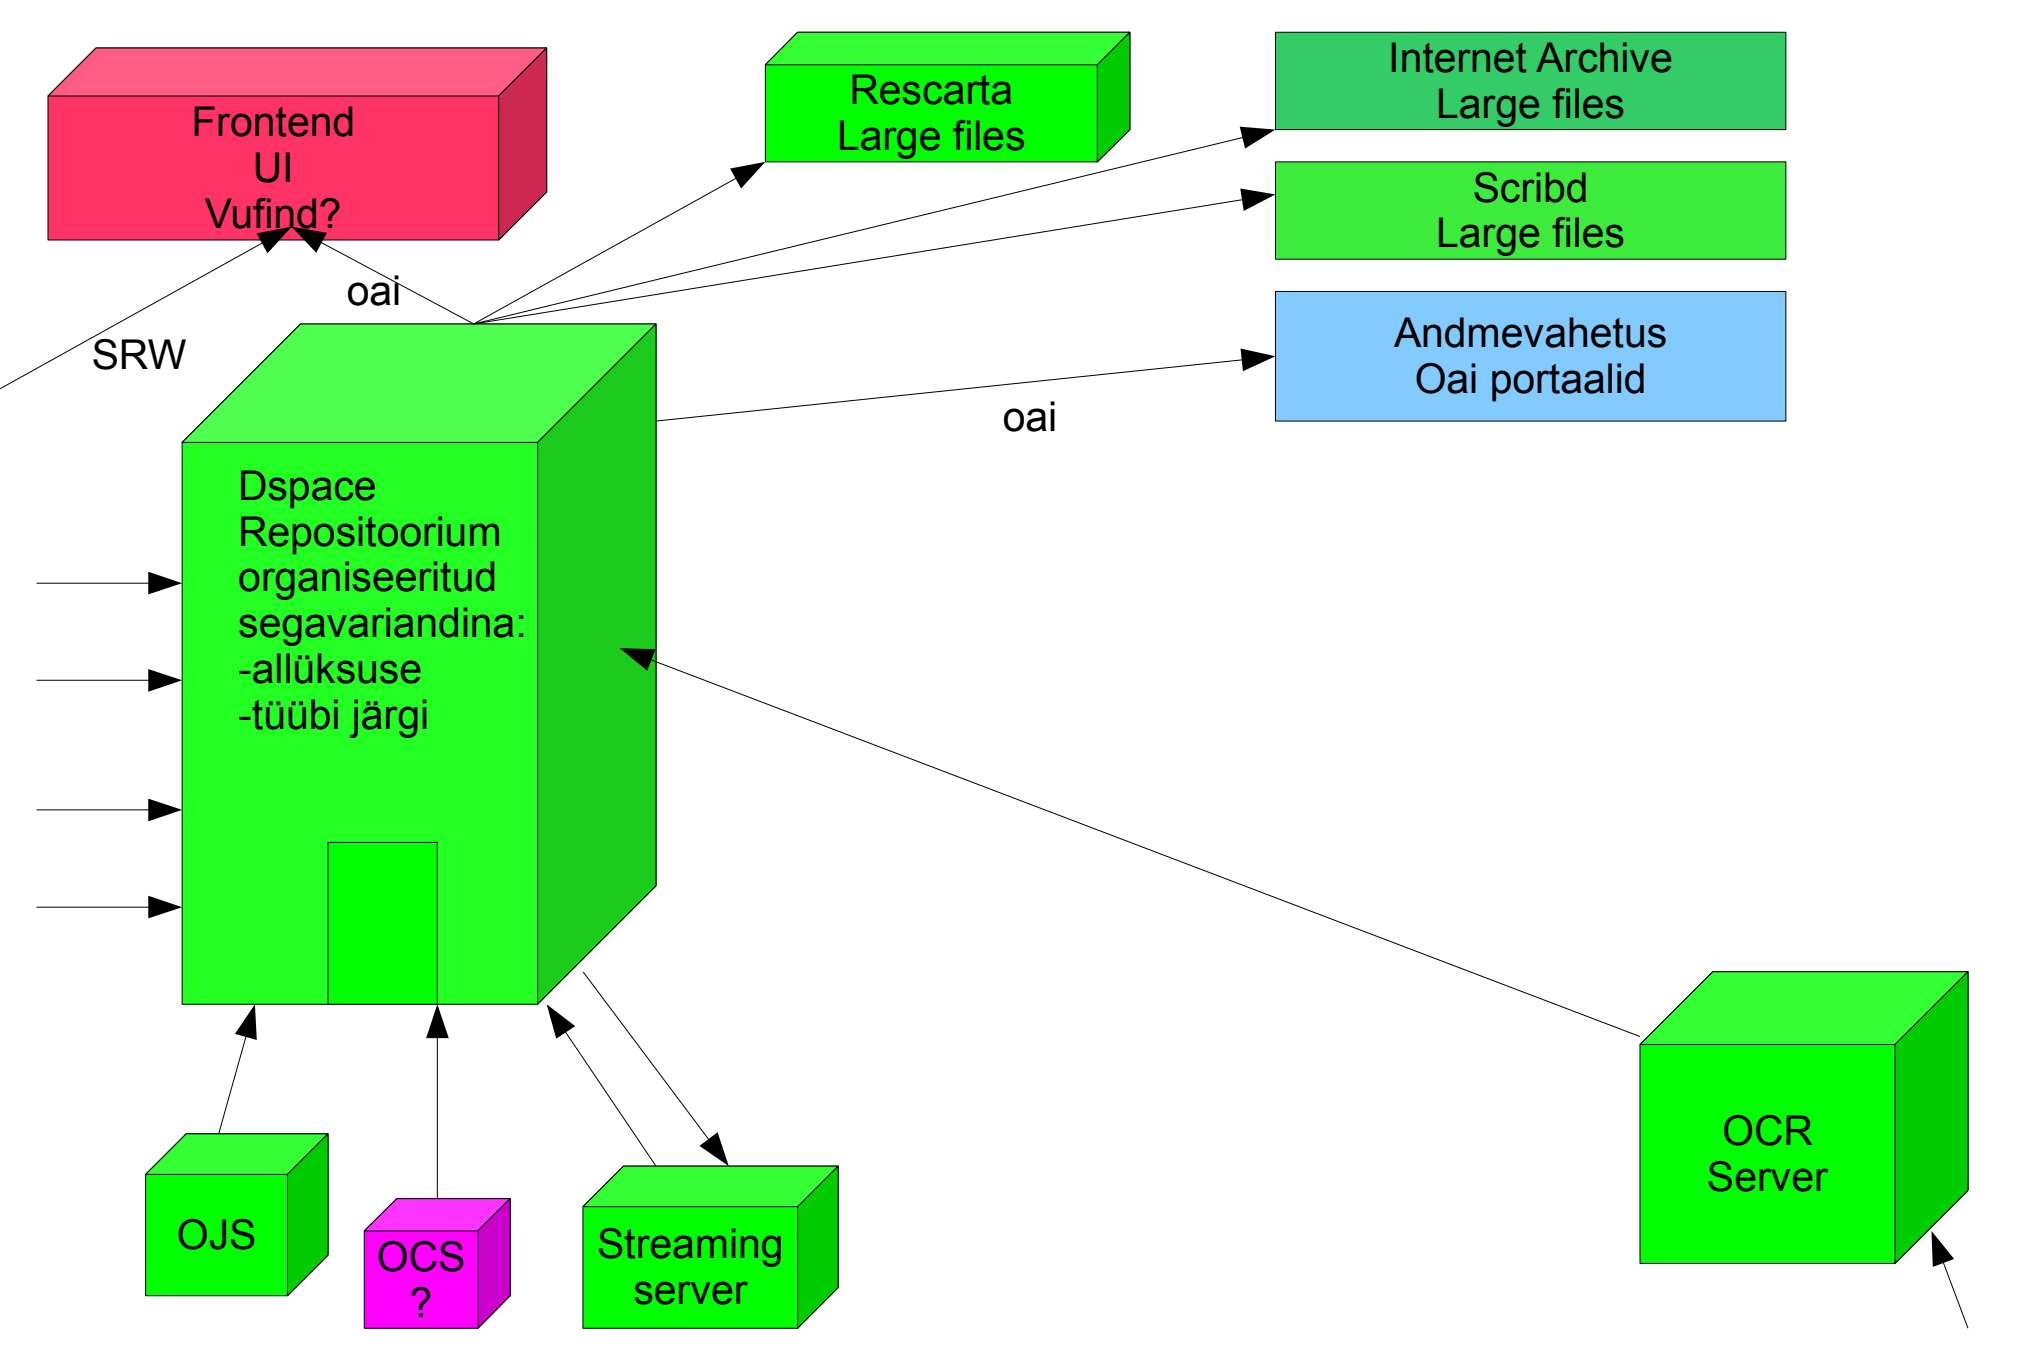 Frontend
UI
Vufind?
Rescarta
Large files
Internet Archive
Large files
Scribd
Large files
Andmevahetus
Oai portaalid
oai
SRW
oai
Dspace
Repositoorium
organiseeritud
segavariandina:
-allüksuse
-tüübi järgi
OJS
OCS
?
Streaming
server
OCR
Server